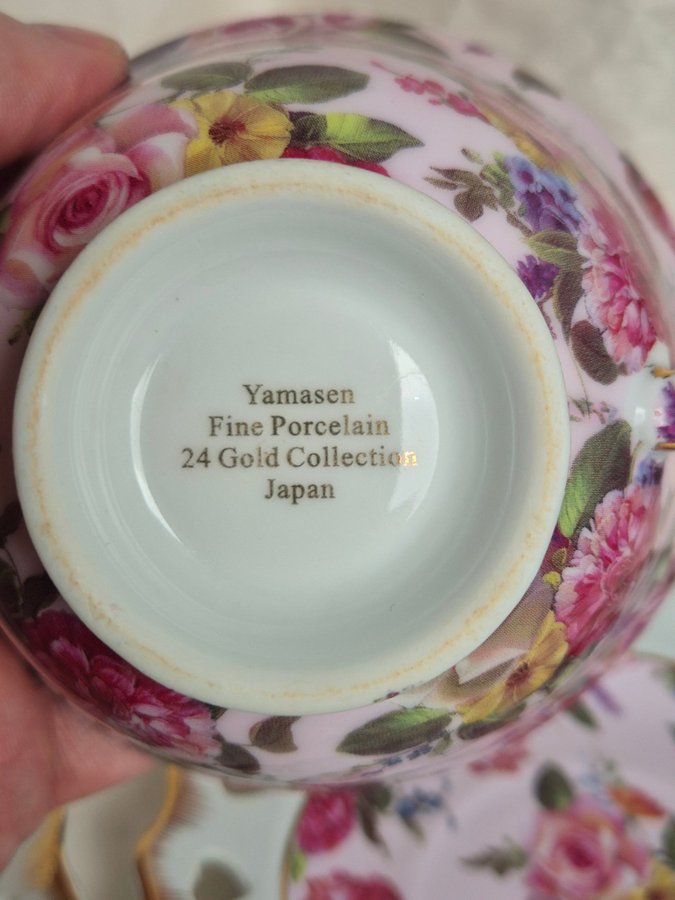 Yamasen
Fine Porcelain
24 Gold Collection
Japan